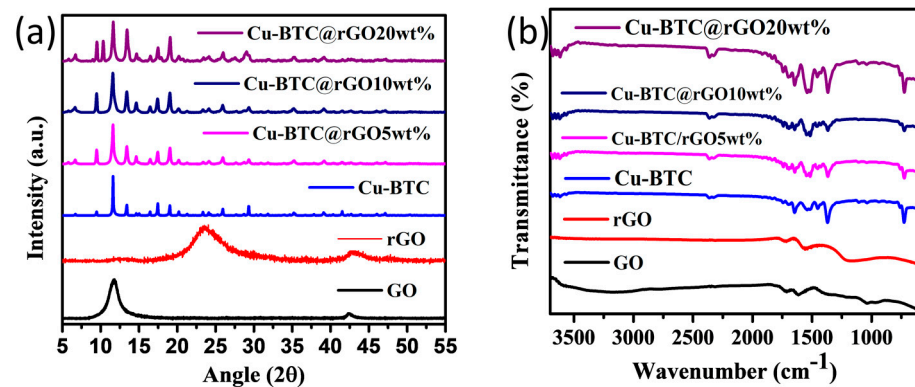 (a)
Cu-BTC@rGO20wt%
Cu-BTC@rGO10wt%
Cu-BTC@rGO5wt%
Cu-BTC
rGO
GO
Intensity (a.u.)
5 10 15 20 25 30 35 40 45 50 55
Angle (2θ)
(b)
Cu-BTC@rGO20wt%
Cu-BTC@rGO10wt%
Cu-BTC/rGO5wt%
Cu-BTC
rGO
GO
Transmittance (%)
3500 3000 2500 2000 1500 1000
Wavenumber (cm-1)